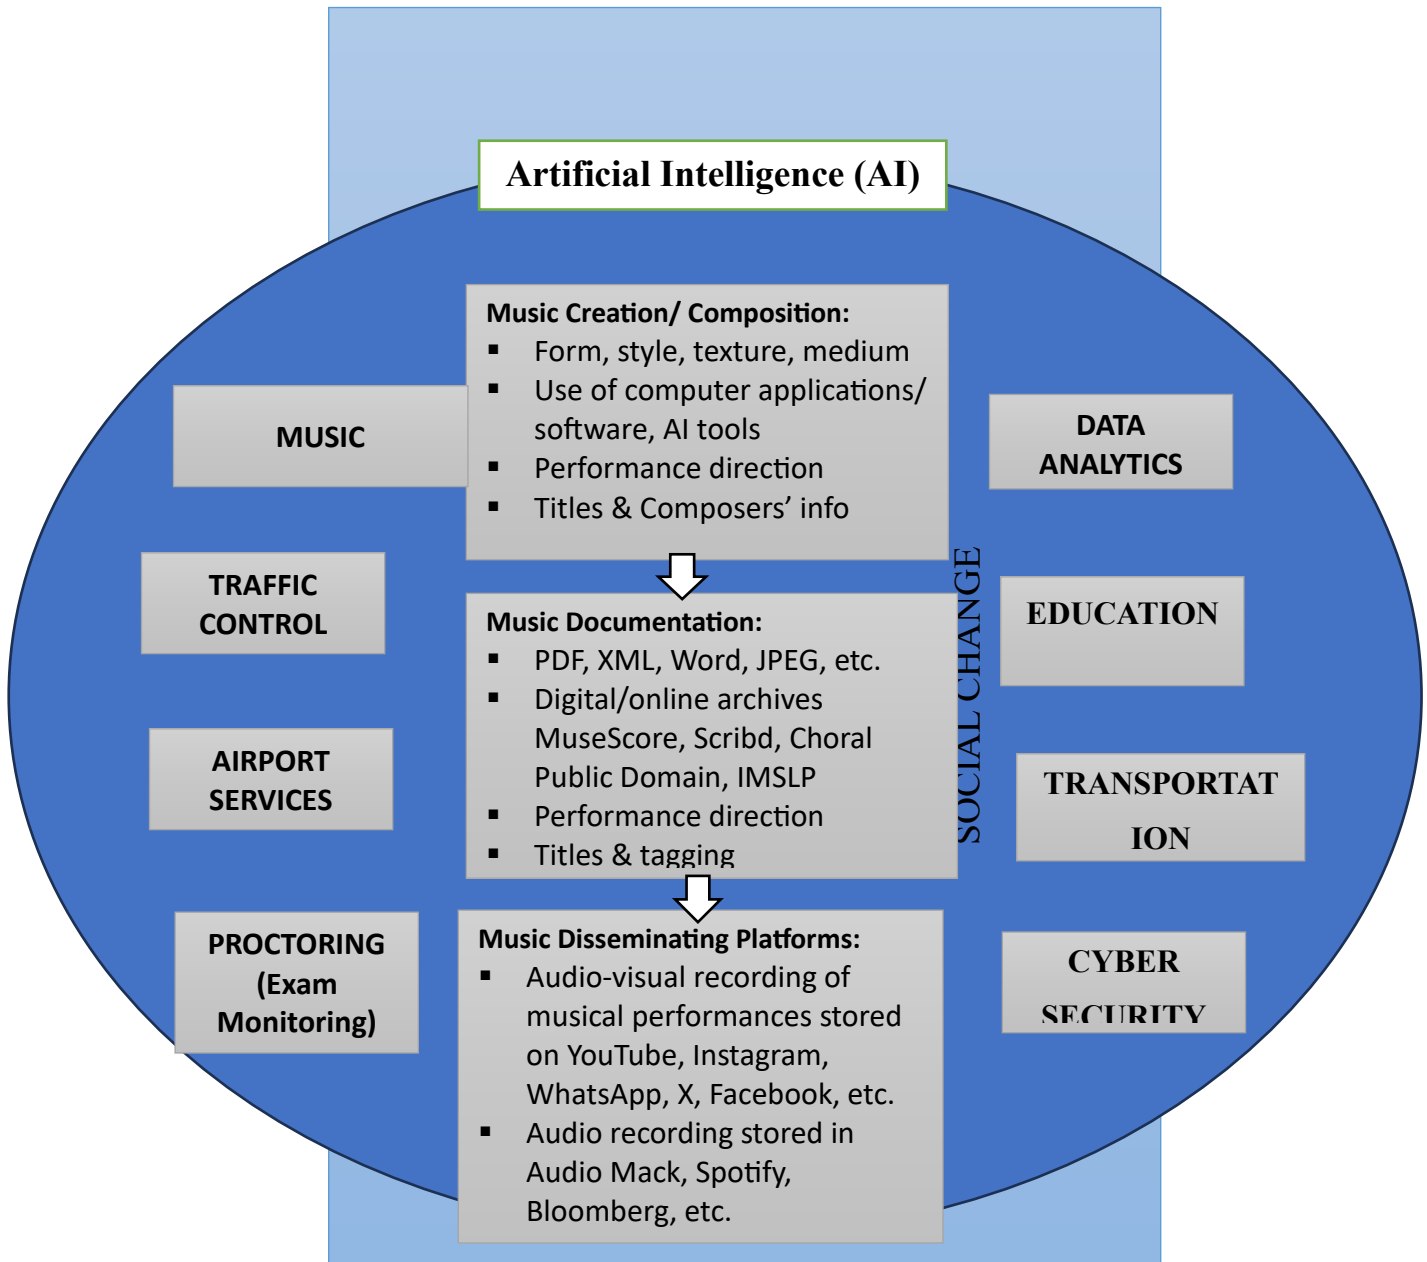 Artificial Intelligence (AI)
Music Creation/ Composition:
▪ Form, style, texture, medium
▪ Use of computer applications/
software, AI tools
▪ Performance direction
▪ Titles & Composers’ info
MUSIC
TRAFFIC
CONTROL
AIRPORT
SERVICES
PROCTORING
(Exam
Monitoring)
Music Documentation:
▪ PDF, XML, Word, JPEG, etc.
▪ Digital/online archives
MuseScore, Scribd, Choral
Public Domain, IMSLP
▪ Performance direction
▪ Titles & tagging
Music Disseminating Platforms:
▪ Audio-visual recording of
musical performances stored
on YouTube, Instagram,
WhatsApp, X, Facebook, etc.
▪ Audio recording stored in
Audio Mack, Spotify,
Bloomberg, etc.
SOCIAL CHANGE
DATA
ANALYTICS
EDUCATION
TRANSPORTAT
ION
CYBER
SECURITY